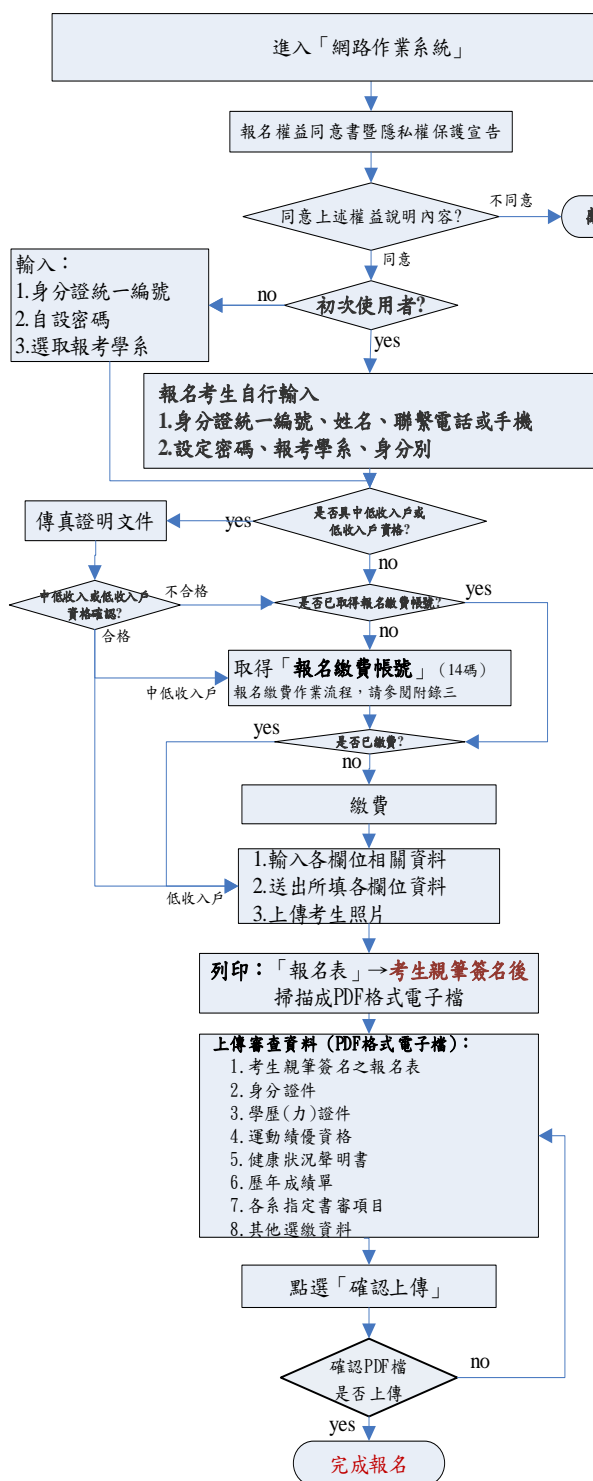 進入「網路作業系統」
報名權益同意書暨隱私權保護宣告
不同意
同意上述權益說明內容?
同意
輸入：
1.身分證統一編號
2.自設密碼
3.選取報考學系
no
初次使用者?
yes
報名考生自行輸入
1.身分證統一編號、姓名、聯繫電話或手機
2.設定密碼、報考學系、身分別
傳真證明文件
yes
是否具中低收入戶或
低收入戶資格?
no
中低收入或低收入戶
資格確認?
不合格
是否已取得報名繳費帳號?
yes
合格
no
取得「報名繳費帳號」(14碼)
報名繳費作業流程，請參閱附錄三
中低收入戶
yes
是否已繳費?
no
繳費
1.輸入各欄位相關資料
2.送出所填各欄位資料
3.上傳考生照片
低收入戶
列印：「報名表」→考生親筆簽名後
掃描成PDF格式電子檔
上傳審查資料 (PDF格式電子檔)：
1.考生親筆簽名之報名表
2.身分證件
3.學歷(力)證件
4.運動績優資格
5.健康狀況聲明書
6.歷年成績單
7.各系指定書審項目
8.其他選繳資料
點選「確認上傳」
確認PDF檔
是否上傳
no
yes
完成報名